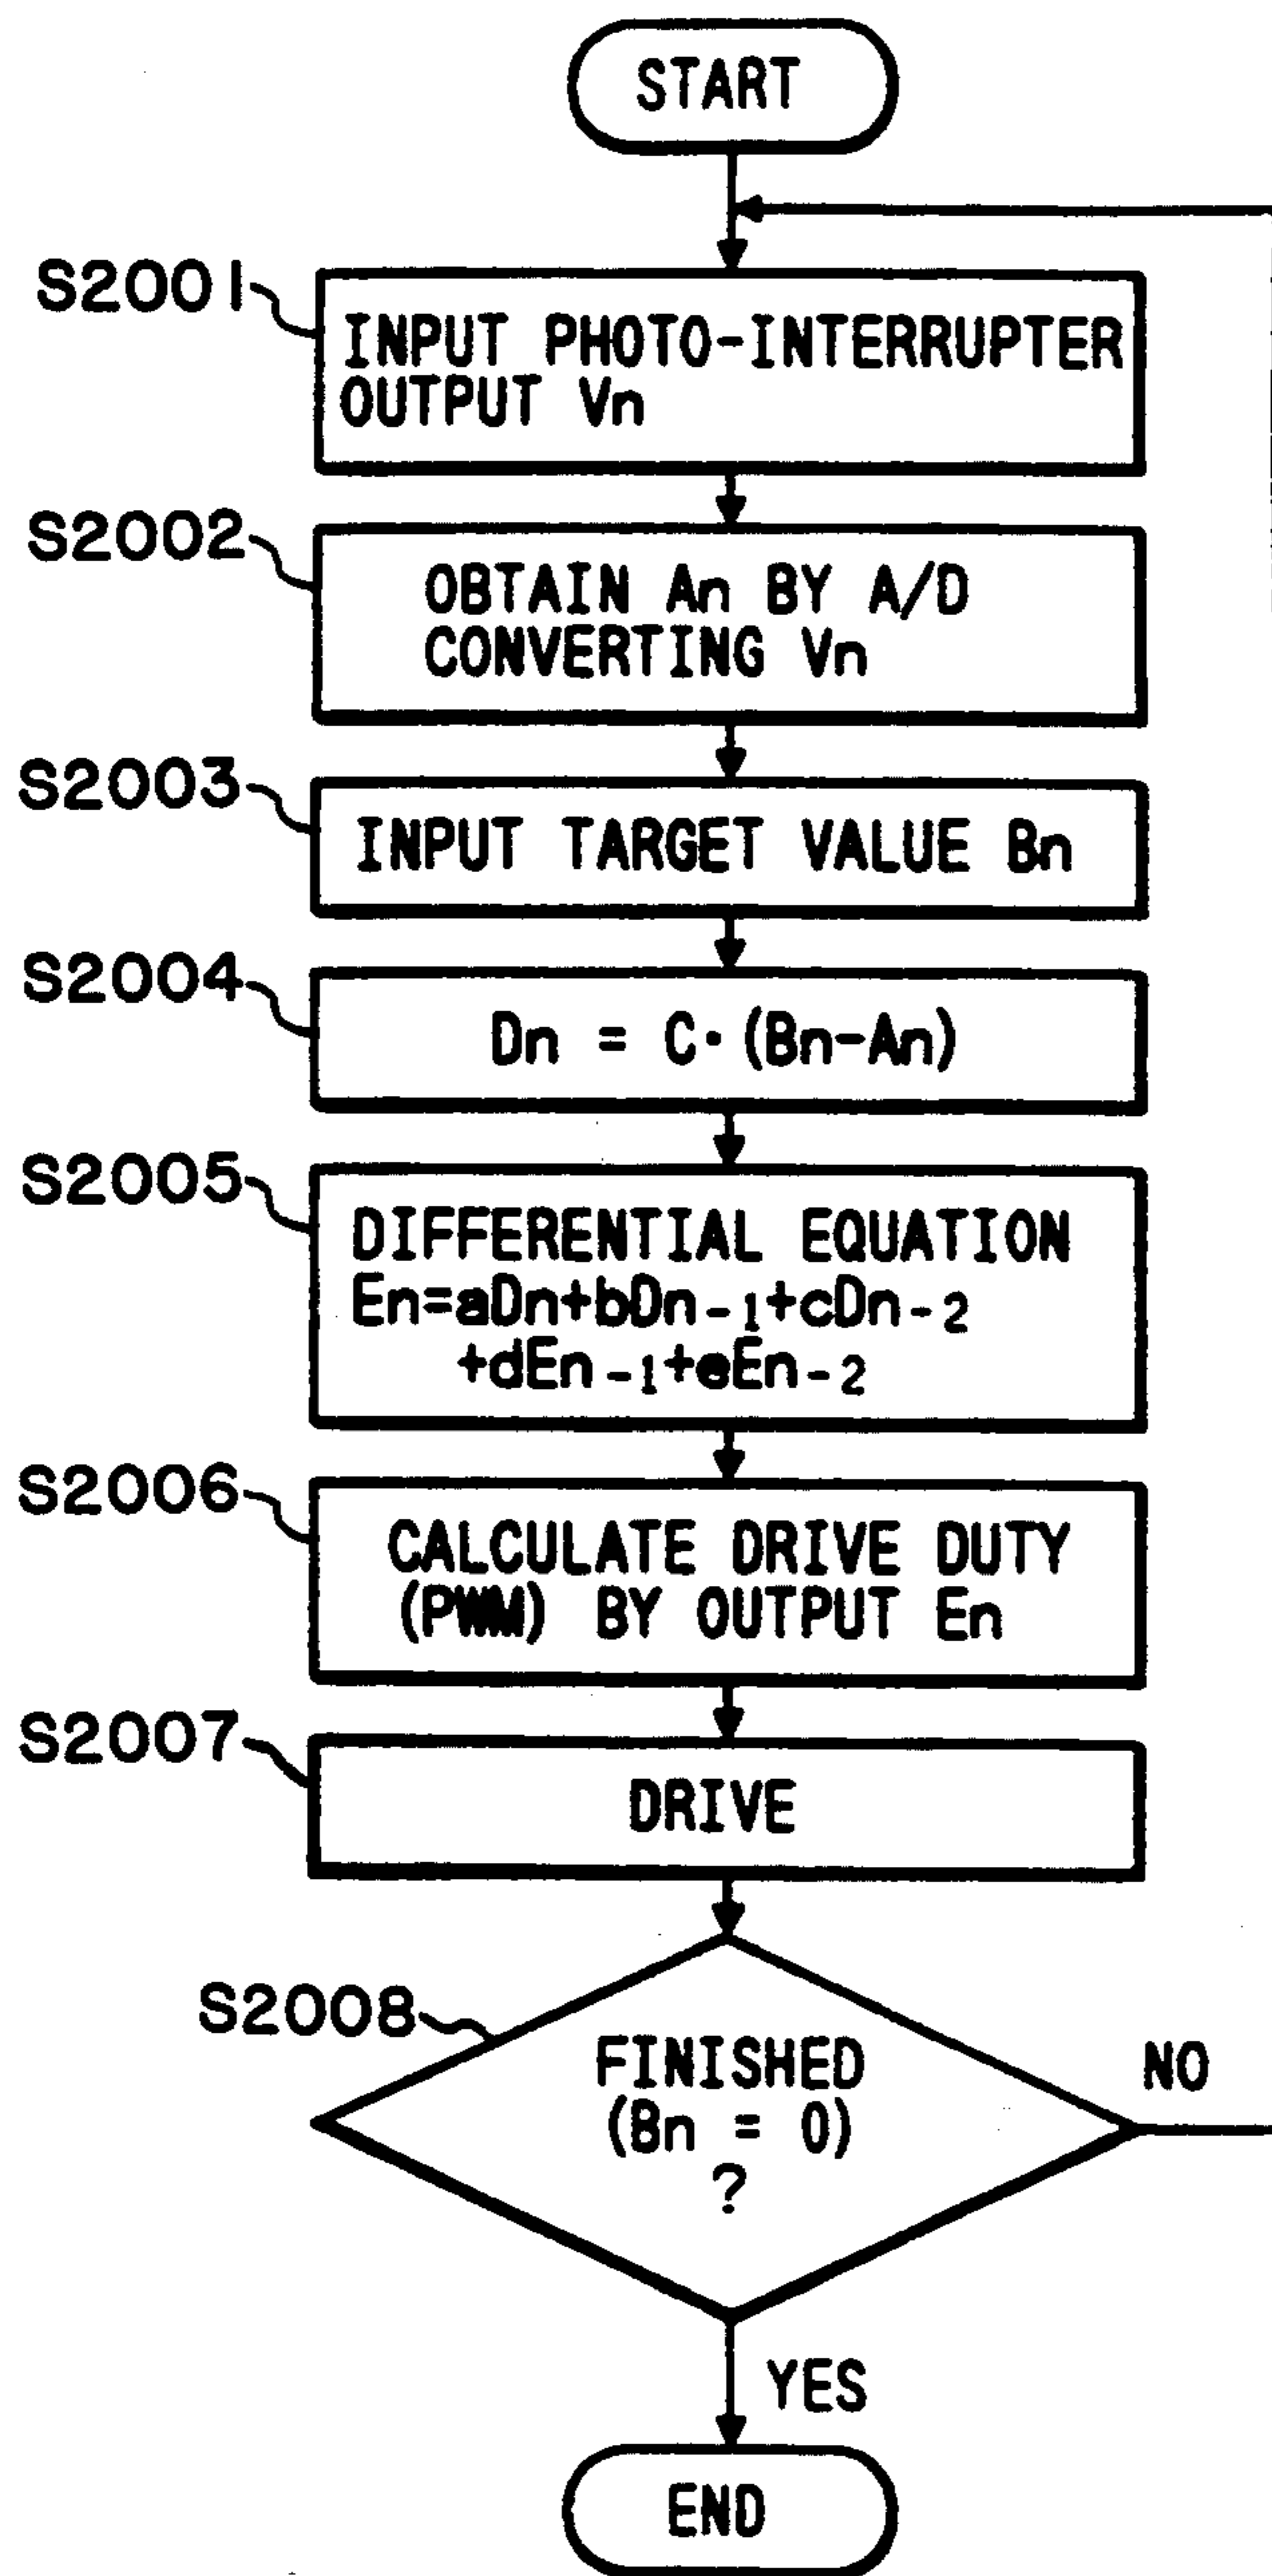 START
S2001
INPUT PHOTO-INTERRUPTER
OUTPUT Vn
S2002
OBTAIN An BY A/D
CONVERTING Vn
S2003
INPUT TARGET VALUE Bn
S2004
Dn = C·(Bn-An)
S2005
DIFFERENTIAL EQUATION
En=aDn+bDn-1+cDn-2
+dEn-1+eEn-2
S2006
CALCULATE DRIVE DUTY
(PWM) BY OUTPUT En
S2007
DRIVE
S2008
FINISHED
(Bn = 0)
?
NO
YES
END